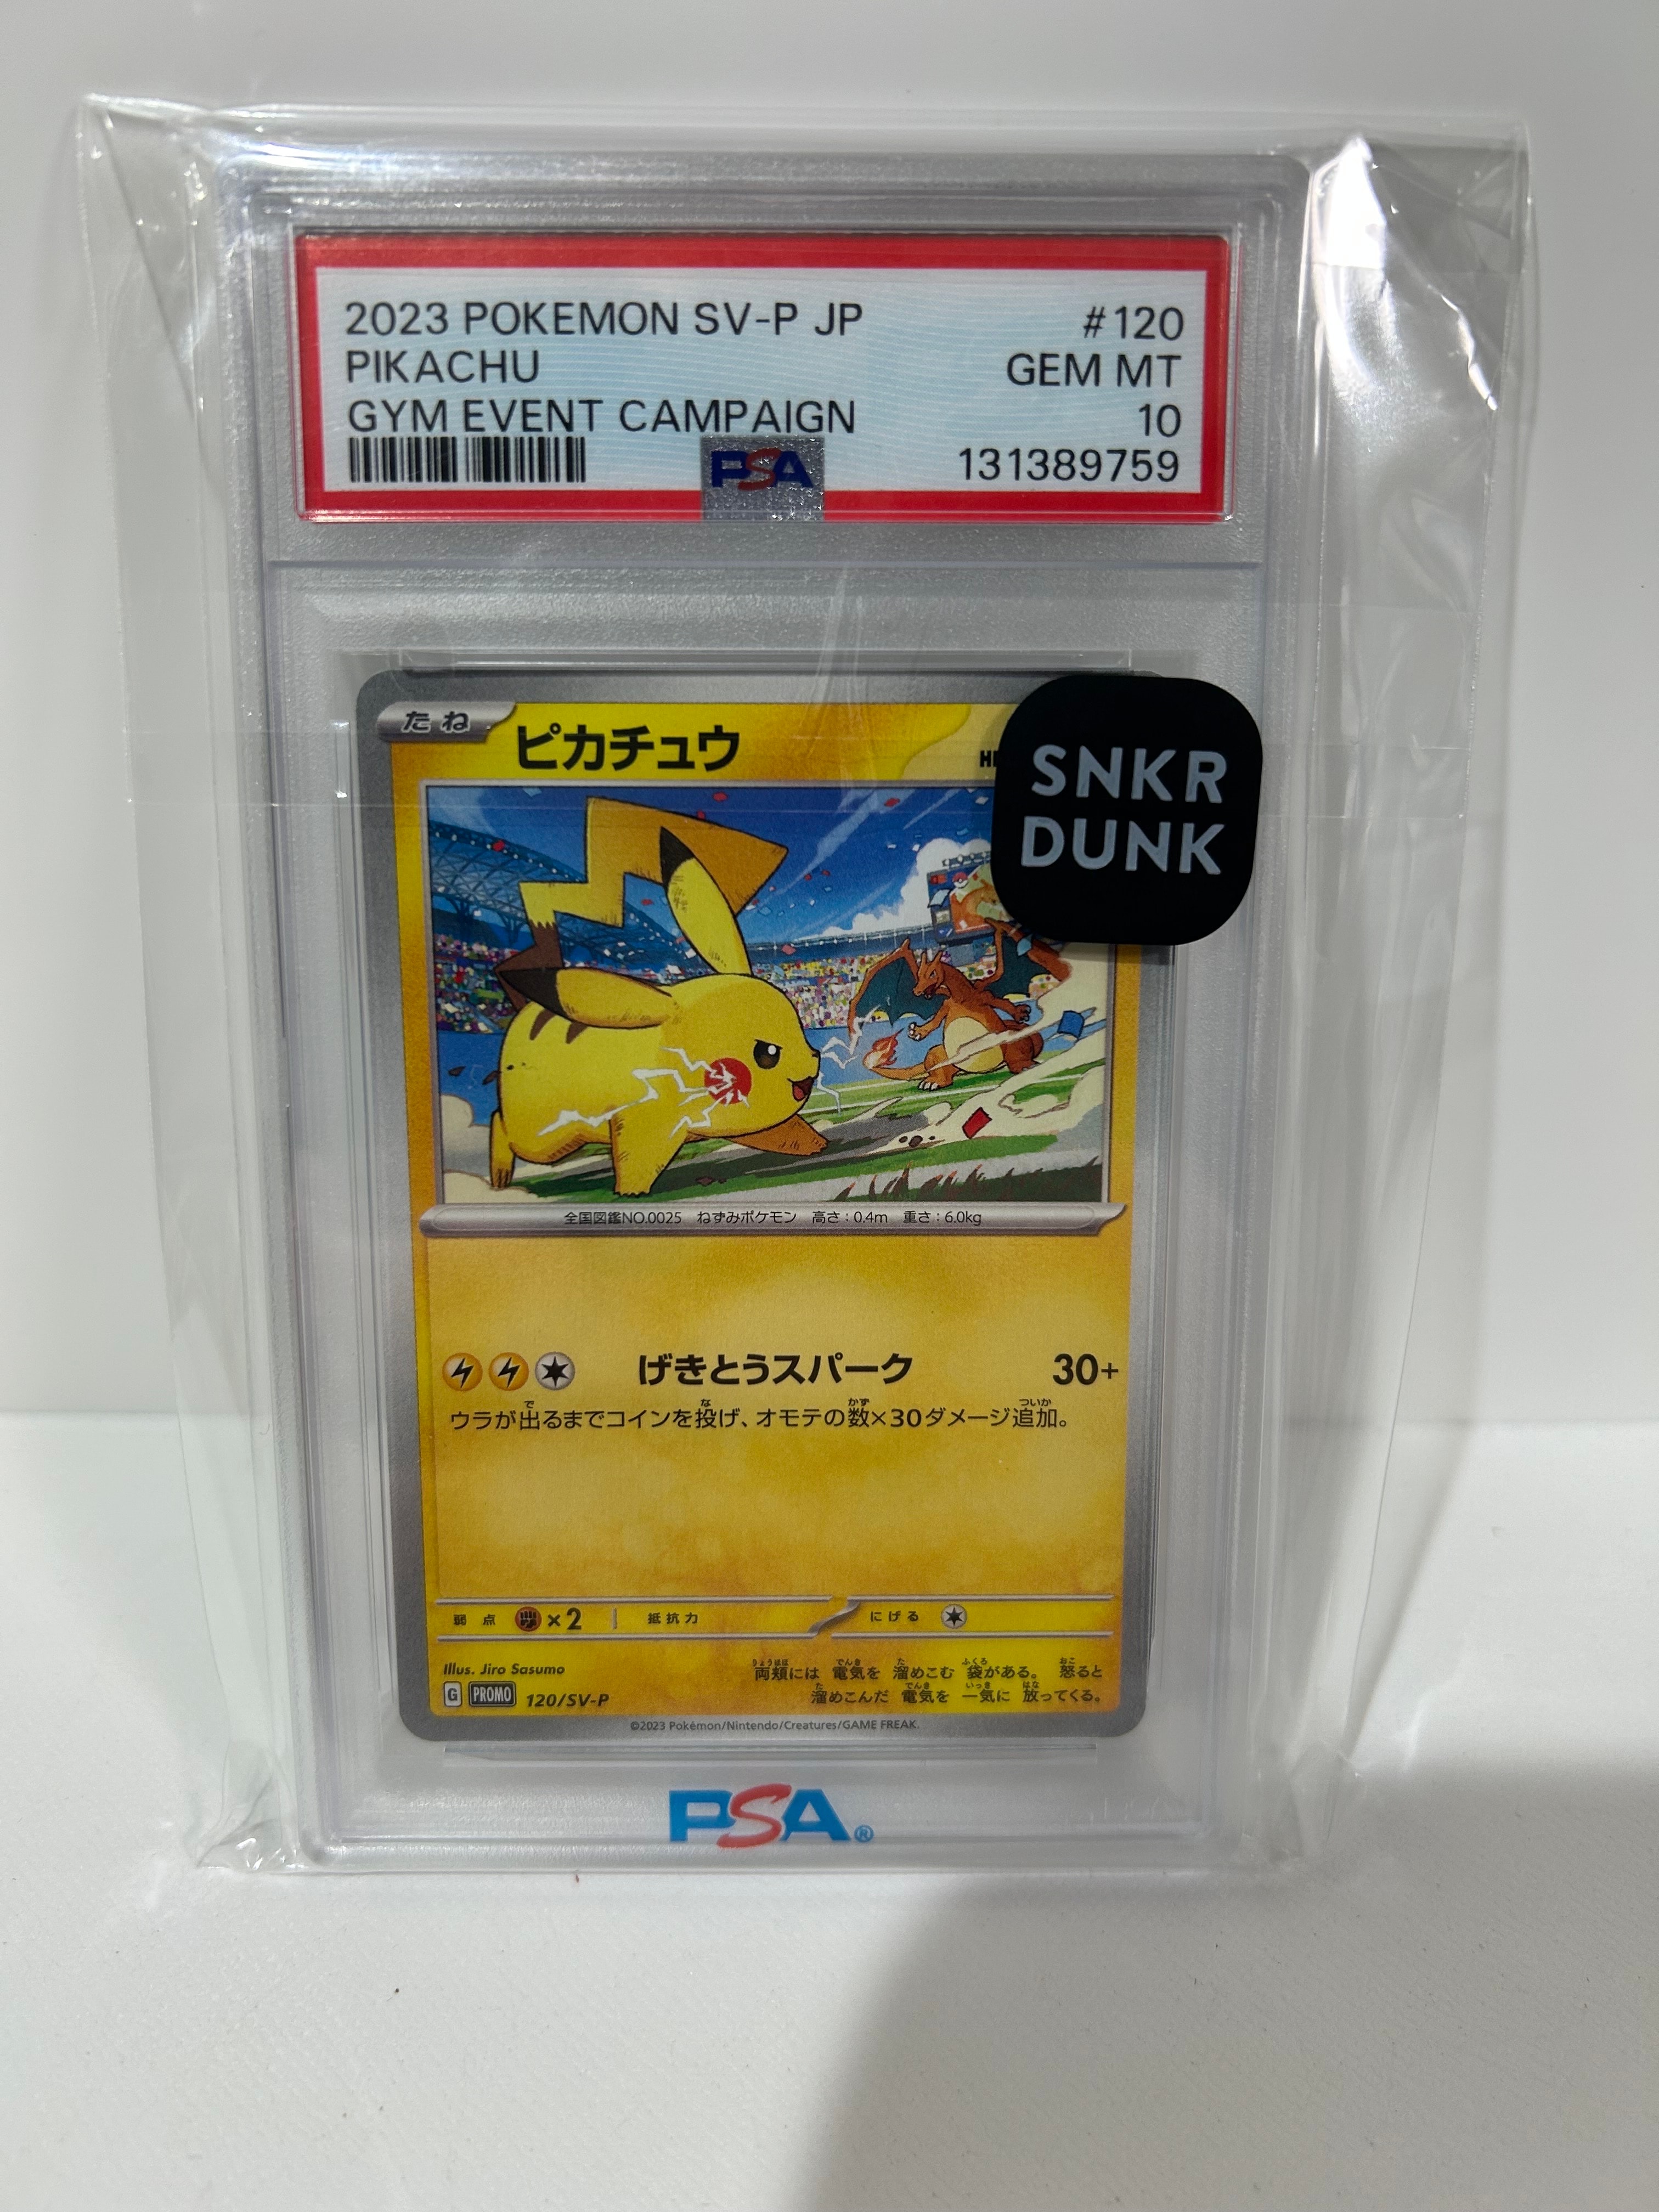 2023 POKEMON SV-P JP #120
PIKACHU GEM MT
GYM EVENT CAMPAIGN 10
PSA 131389759
たね ピカチュウ
SNKR
DUNK
全国図鑑NO.0025 ねずみポケモン 高さ:0.4m 重さ:6.0kg
げきとうスパーク 30+
ウラが出るまでコインを投げ、オモテの数×30ダメージ追加。
弱点 ×2 抵抗力 にげる
Illus. Jiro Sasumo
両頬には 電気を 溜めこむ 袋がある。 怒ると
G PROMO 120/SV-P
溜めこんだ 電気を 一気に 放ってくる。
©2023 Pokémon/Nintendo/Creatures/GAME FREAK.
PSA®